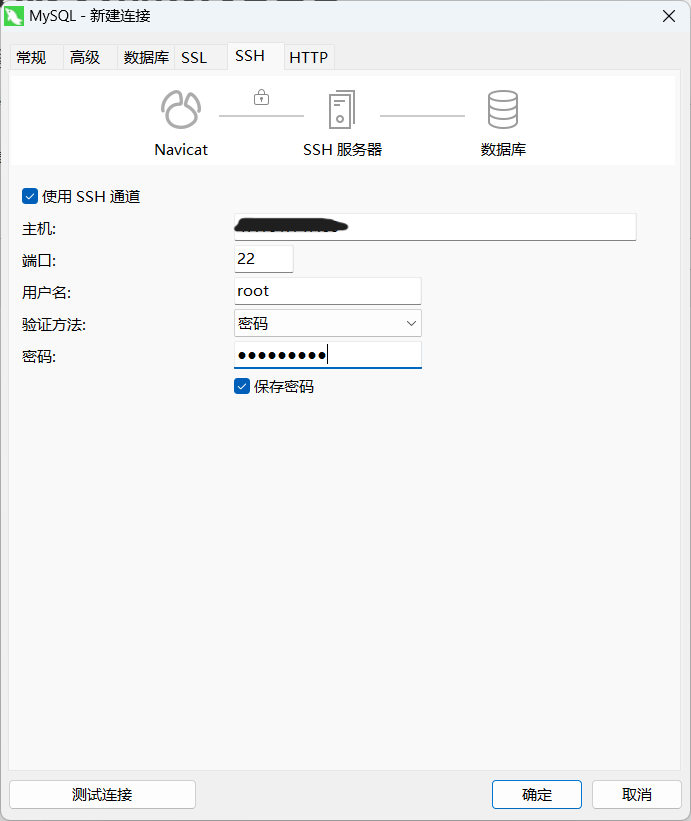 MySQL - 新建连接
常规 高级 数据库 SSL SSH HTTP
Navicat SSH 服务器 数据库
使用 SSH 通道
主机:
端口: 22
用户名: root
验证方法: 密码
密码: ●●●●●●●●●
保存密码
测试连接 确定 取消